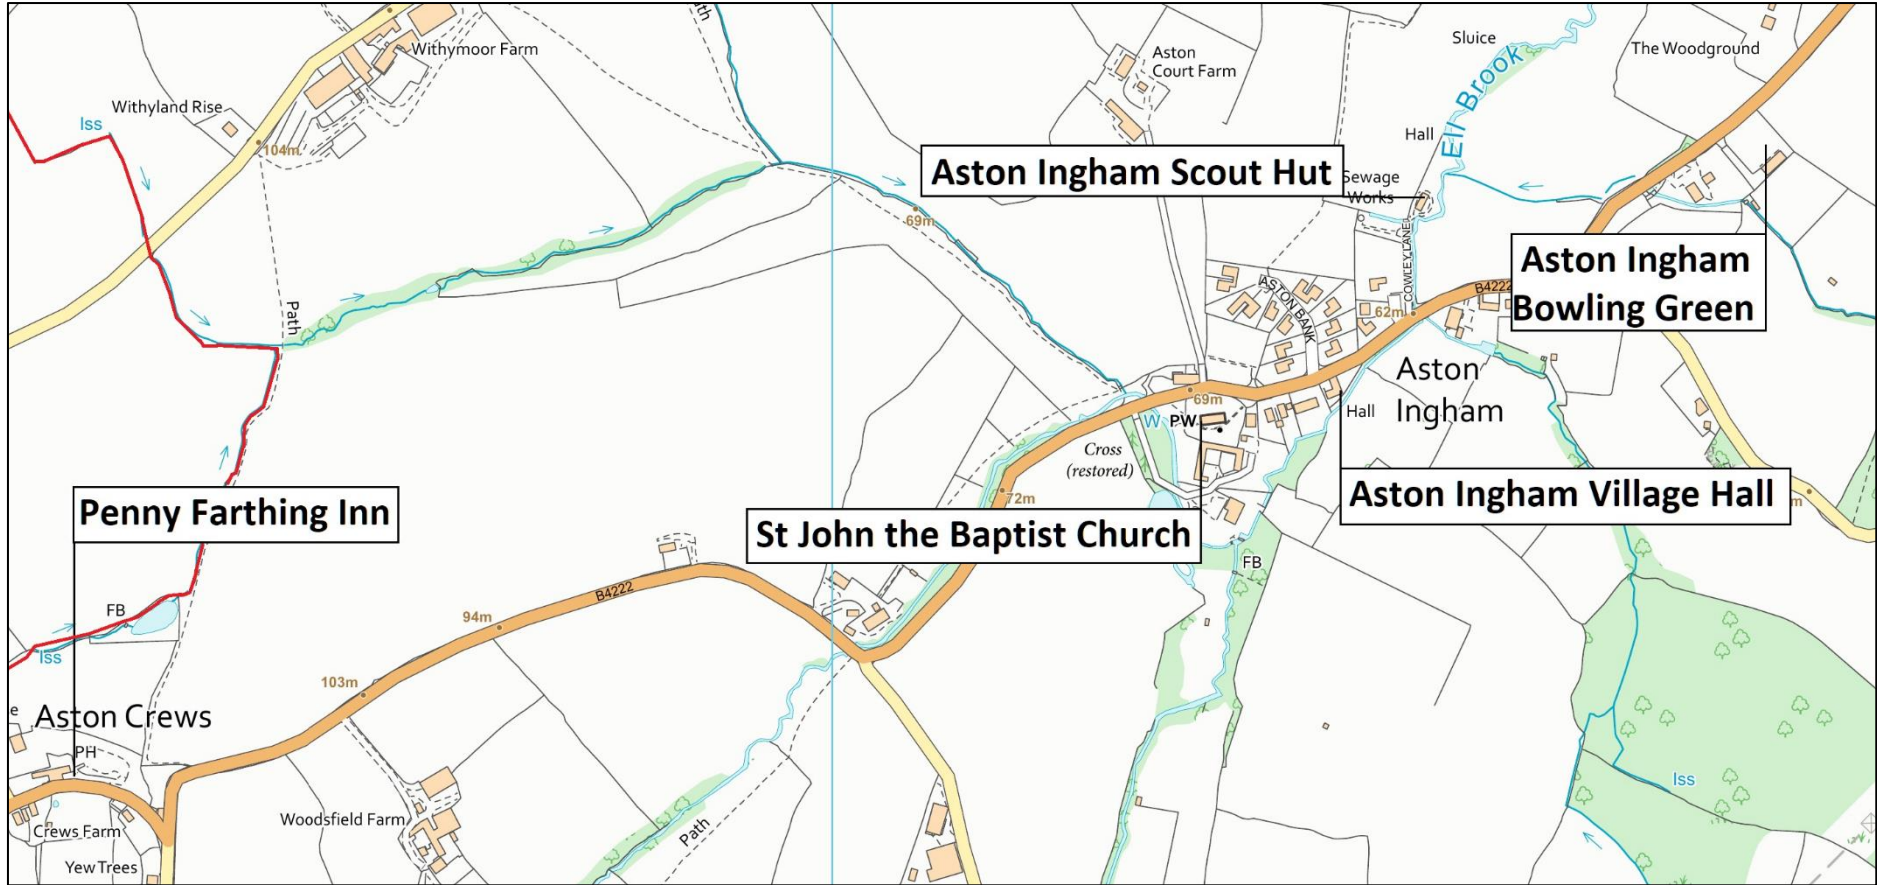 Path
Sluice
The Woodground
Withymoor Farm
Aston
Court Farm
Ell Brook
Withyland Rise
Iss
Hall
104m
Aston Ingham Scout Hut
Sewage
Works
69m
COWLEY LANE
Aston Ingham
Bowling Green
ASTON BANK
B4222
Path
62m
Aston
Ingham
69m
Hall
W
PW
Cross
(restored)
72m
Aston Ingham Village Hall
m
Penny Farthing Inn
St John the Baptist Church
FB
B4222
FB
94m
Iss
103m
e
Aston Crews
PH
Iss
Woodsfield Farm
Crews Farm
Path
Yew Trees